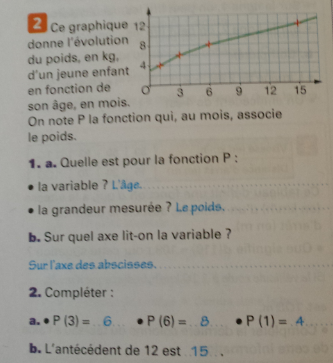 2 Ce graphique
donne l'évolution
du poids, en kg,
d'un jeune enfant
en fonction de
son âge, en mois.
12
8
4
O 3 6 9 12 15
On note P la fonction qui, au mois, associe
le poids.
1. a. Quelle est pour la fonction P :
• la variable ? L'âge.
• la grandeur mesurée ? Le poids.
b. Sur quel axe lit-on la variable ?
Sur l'axe des abscisses.
2. Compléter :
a. • P (3) = 6 • P (6) = 8 • P (1) = 4
b. L'antécédent de 12 est 15 .